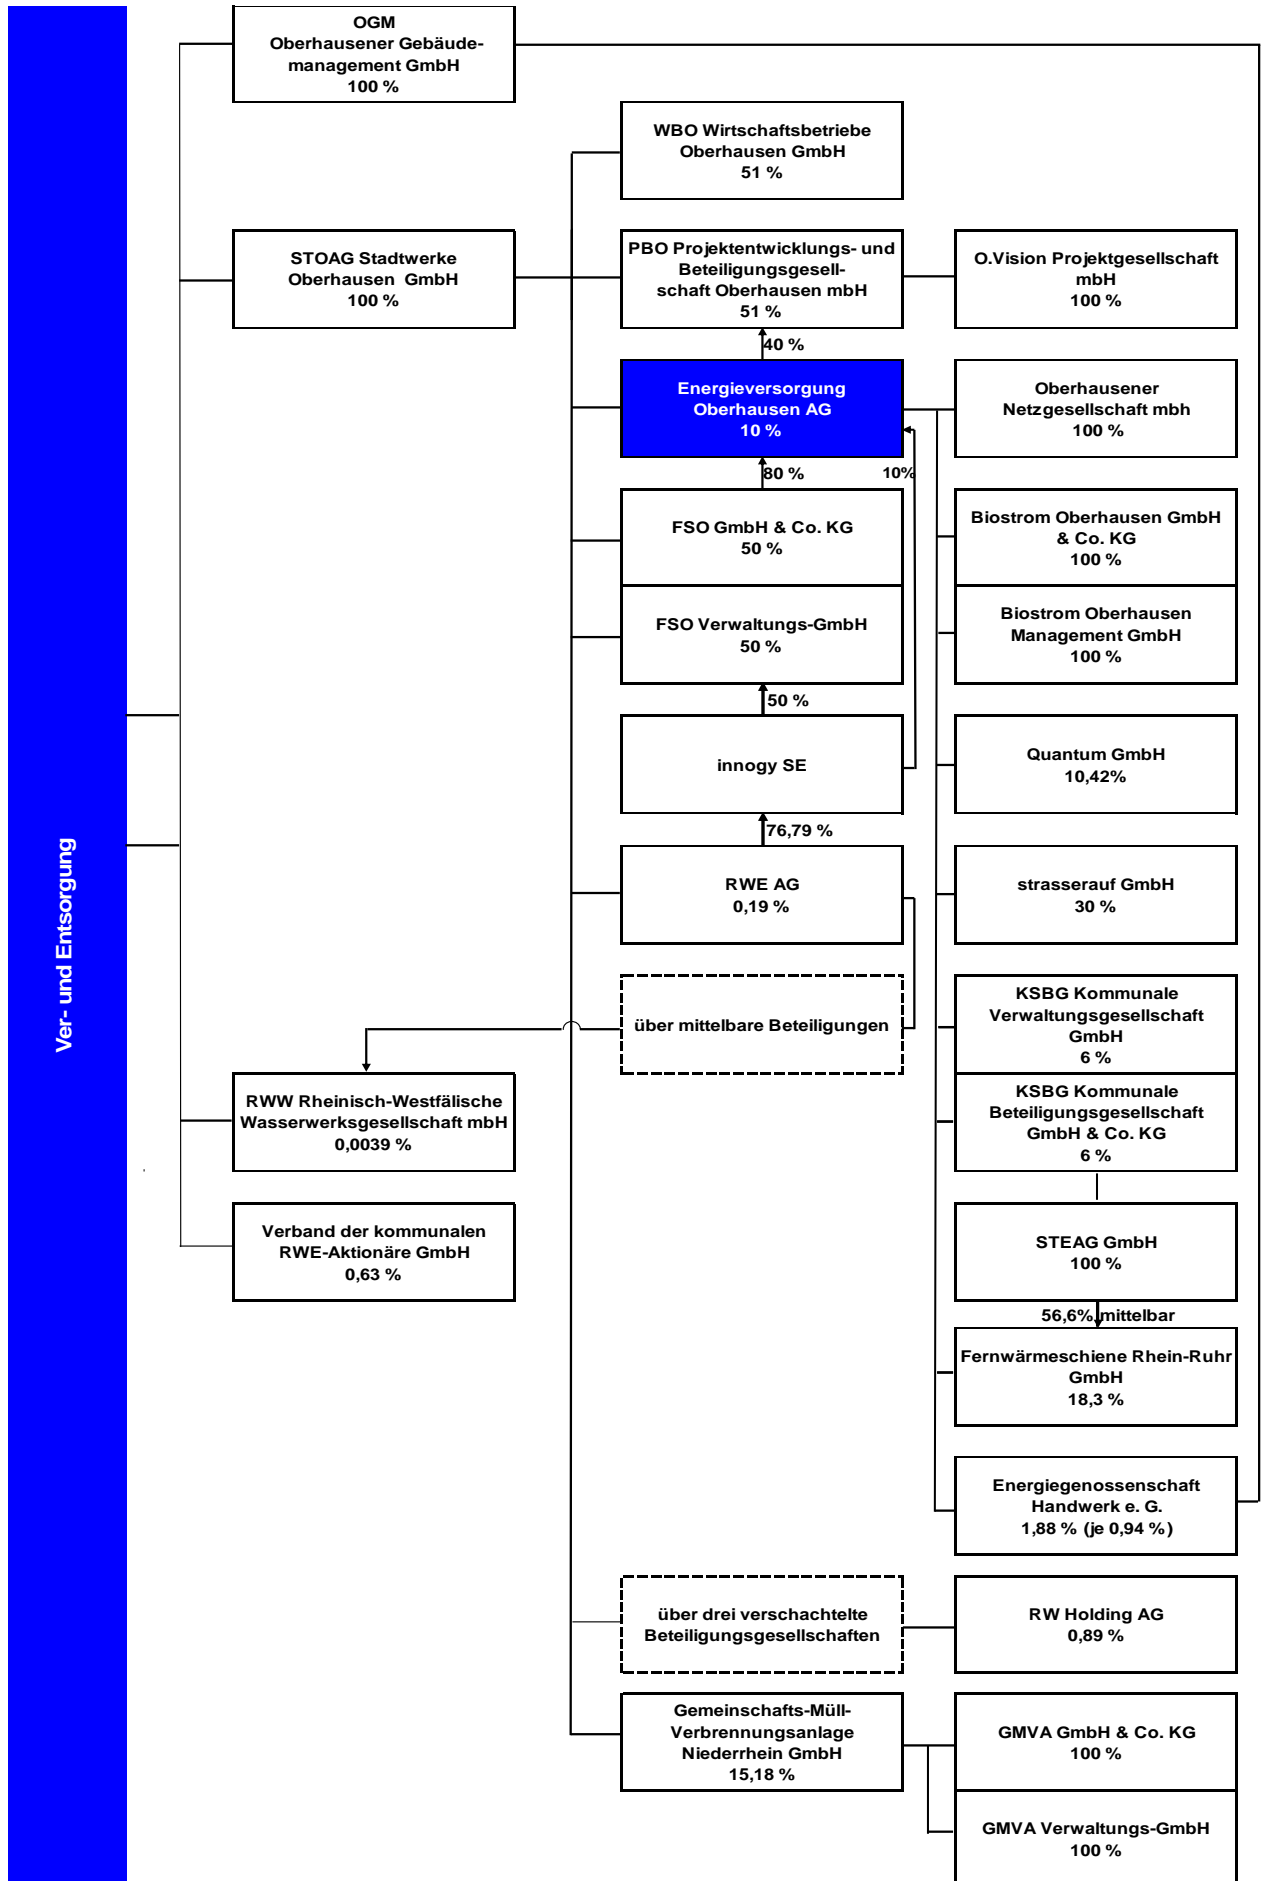 Ver- und Entsorgung
OGM
Oberhausener Gebäude-
management GmbH
100 %
WBO Wirtschaftsbetriebe
Oberhausen GmbH
51 %
STOAG Stadtwerke
Oberhausen GmbH
100 %
PBO Projektentwicklungs- und
Beteiligungsgesell-
schaft Oberhausen mbH
51 %
O.Vision Projektgesellschaft
mbH
100 %
40 %
Energieversorgung
Oberhausen AG
10 %
Oberhausener
Netzgesellschaft mbh
100 %
80 %
10%
FSO GmbH & Co. KG
50 %
Biostrom Oberhausen GmbH
& Co. KG
100 %
FSO Verwaltungs-GmbH
50 %
Biostrom Oberhausen
Management GmbH
100 %
50 %
innogy SE
Quantum GmbH
10,42%
76,79 %
RWE AG
0,19 %
strasserauf GmbH
30 %
über mittelbare Beteiligungen
KSBG Kommunale
Verwaltungsgesellschaft
GmbH
6 %
RWW Rheinisch-Westfälische
Wasserwerksgesellschaft mbH
0,0039 %
KSBG Kommunale
Beteiligungsgesellschaft
GmbH & Co. KG
6 %
Verband der kommunalen
RWE-Aktionäre GmbH
0,63 %
STEAG GmbH
100 %
56,6% mittelbar
Fernwärmeschiene Rhein-Ruhr
GmbH
18,3 %
Energiegenossenschaft
Handwerk e. G.
1,88 % (je 0,94 %)
über drei verschachtelte
Beteiligungsgesellschaften
RW Holding AG
0,89 %
Gemeinschafts-Müll-
Verbrennungsanlage
Niederrhein GmbH
15,18 %
GMVA GmbH & Co. KG
100 %
GMVA Verwaltungs-GmbH
100 %